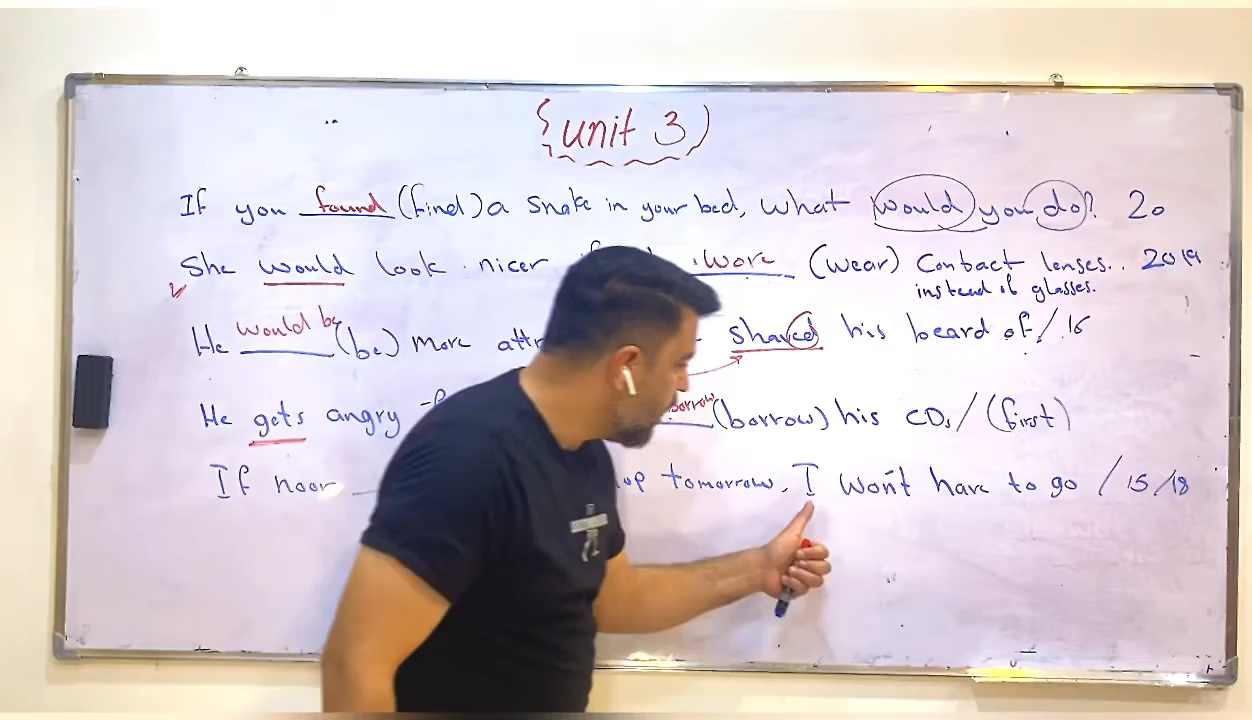 {unit 3)
If you found (find) a snake in your bed, what would you do? 20
She would look nicer wore (wear) contact lenses.. 2019
instead of glasses.
He would be (be) more attr shaved his beard of / 16
He gets angry borrow (borrow) his CDs / (first)
If noor op tomorrow, I won't have to go / 15/18